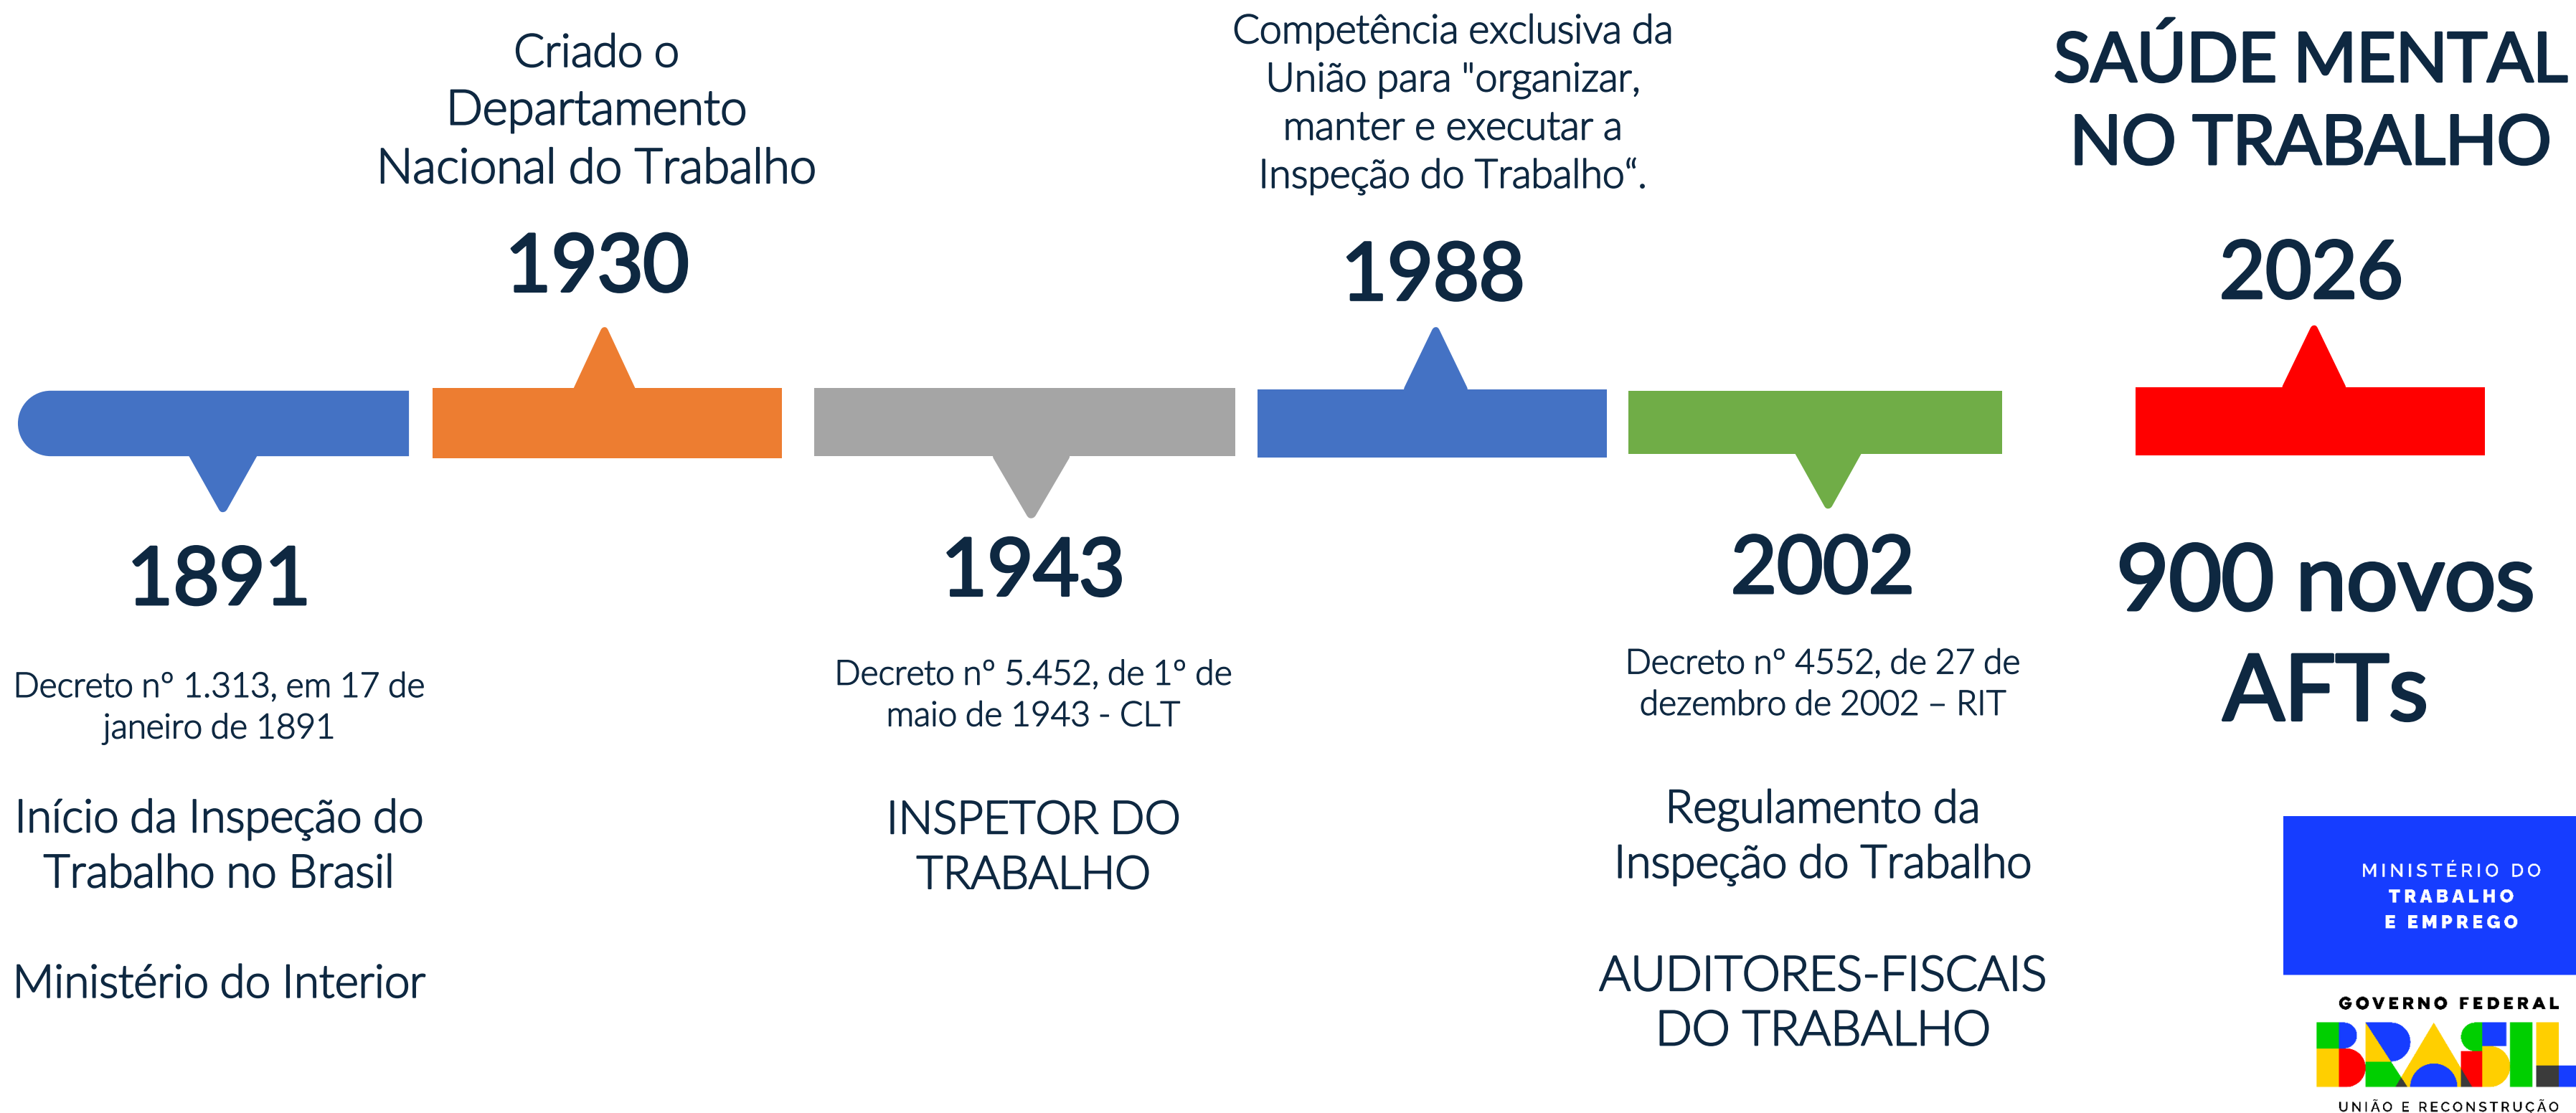 Criado o
Departamento
Nacional do Trabalho
1930
Competência exclusiva da
União para "organizar,
manter e executar a
Inspeção do Trabalho“.
1988
SAÚDE MENTAL
NO TRABALHO
2026
1891
Decreto nº 1.313, em 17 de
janeiro de 1891
Início da Inspeção do
Trabalho no Brasil
Ministério do Interior
1943
Decreto nº 5.452, de 1º de
maio de 1943 - CLT
INSPETOR DO
TRABALHO
2002
Decreto nº 4552, de 27 de
dezembro de 2002 – RIT
Regulamento da
Inspeção do Trabalho
AUDITORES-FISCAIS
DO TRABALHO
900 novos
AFTs
MINISTÉRIO DO
TRABALHO
E EMPREGO
GOVERNO FEDERAL
BRASIL
UNIÃO E RECONSTRUÇÃO